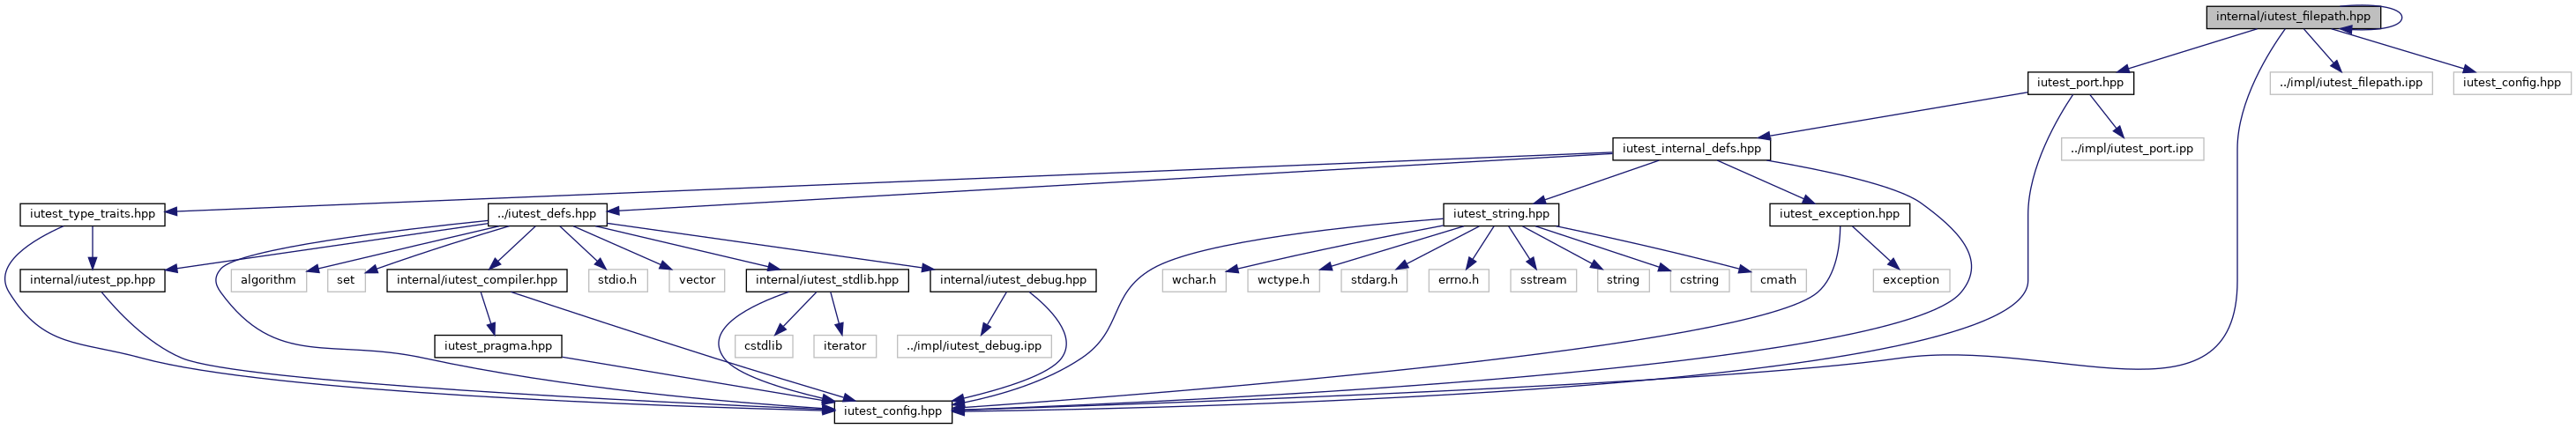 internal/iutest_filepath.hpp
iutest_port.hpp
../impl/iutest_filepath.ipp
iutest_config.hpp
iutest_internal_defs.hpp
../impl/iutest_port.ipp
iutest_type_traits.hpp
../iutest_defs.hpp
iutest_string.hpp
iutest_exception.hpp
internal/iutest_pp.hpp
algorithm
set
internal/iutest_compiler.hpp
stdio.h
vector
internal/iutest_stdlib.hpp
internal/iutest_debug.hpp
wchar.h
wctype.h
stdarg.h
errno.h
sstream
string
cstring
cmath
exception
iutest_pragma.hpp
cstdlib
iterator
../impl/iutest_debug.ipp
iutest_config.hpp